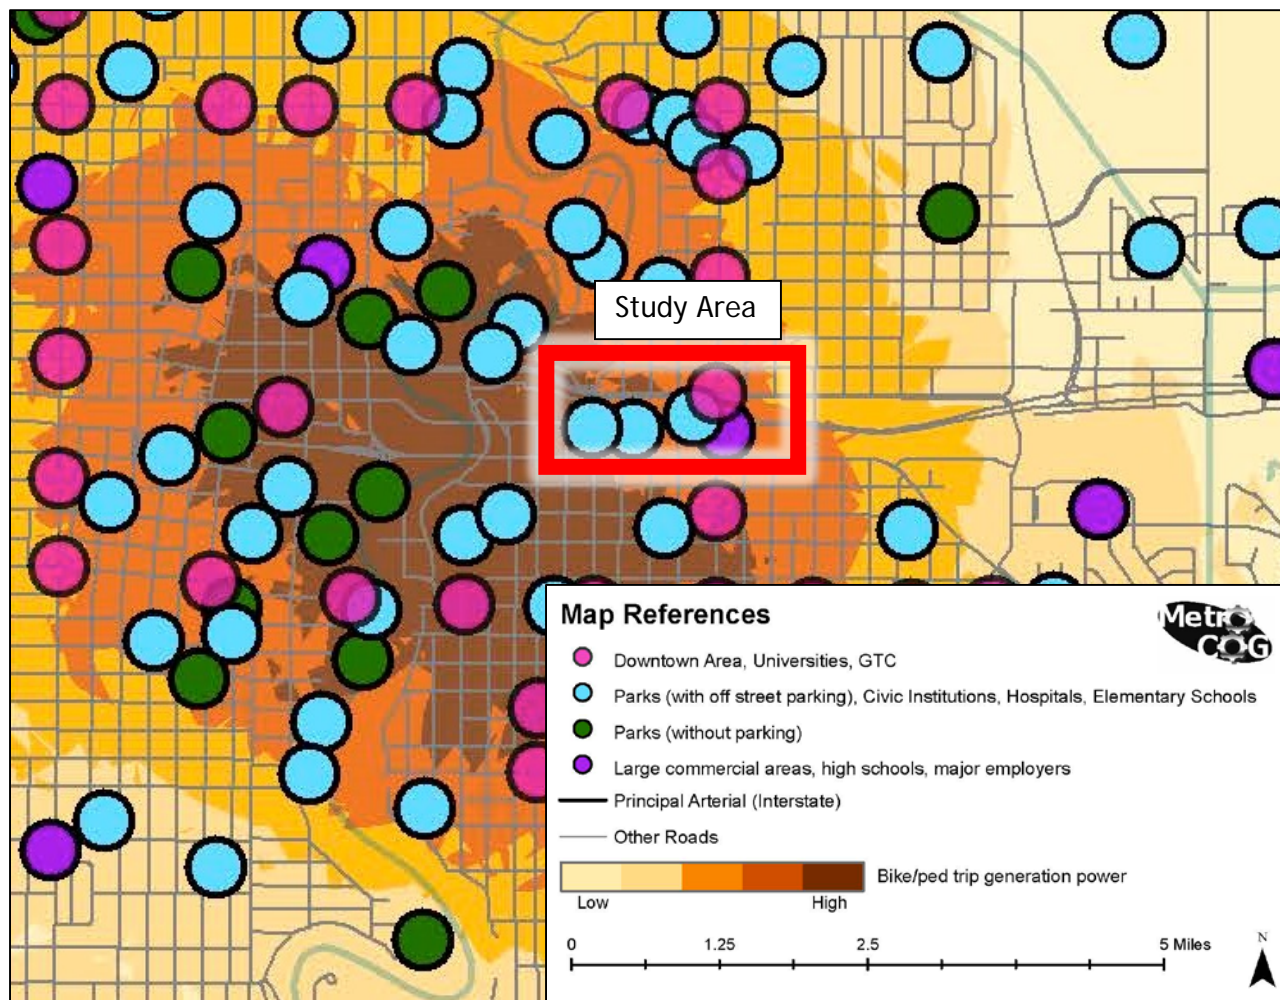 Study Area
Map References
Metro
COG
Downtown Area, Universities, GTC
Parks (with off street parking), Civic Institutions, Hospitals, Elementary Schools
Parks (without parking)
Large commercial areas, high schools, major employers
Principal Arterial (Interstate)
Other Roads
Bike/ped trip generation power
Low High
0 1.25 2.5 5 Miles
N